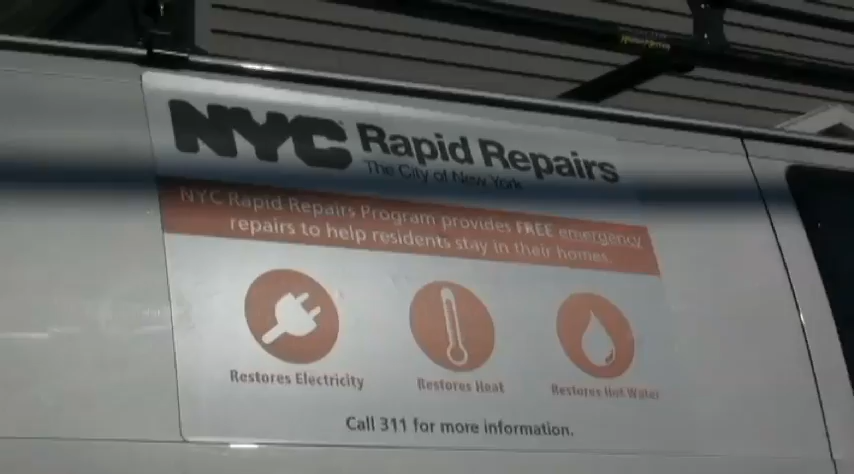 NYC Rapid Repairs
The City of New York
NYC Rapid Repairs Program provides FREE emergency
repairs to help residents stay in their homes.
Restores Electricity
Restores Heat
Restores Hot Water
Call 311 for more information.